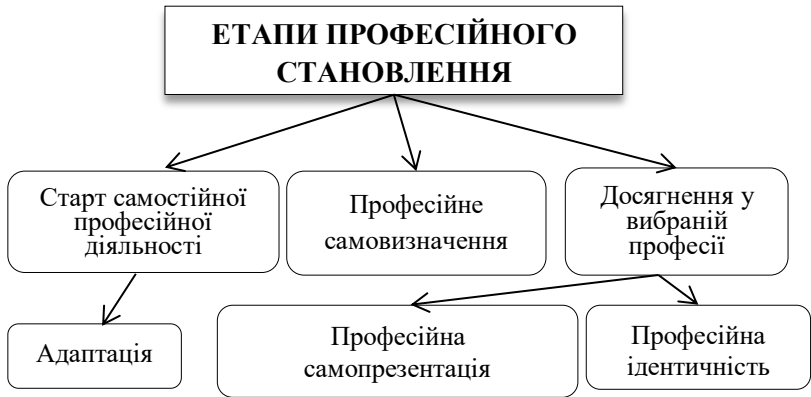 ЕТАПИ ПРОФЕСІЙНОГО
СТАНОВЛЕННЯ
Старт самостійної
професійної
діяльності
Професійне
самовизначення
Досягнення у
вибраній
професії
Адаптація
Професійна
самопрезентація
Професійна
ідентичність